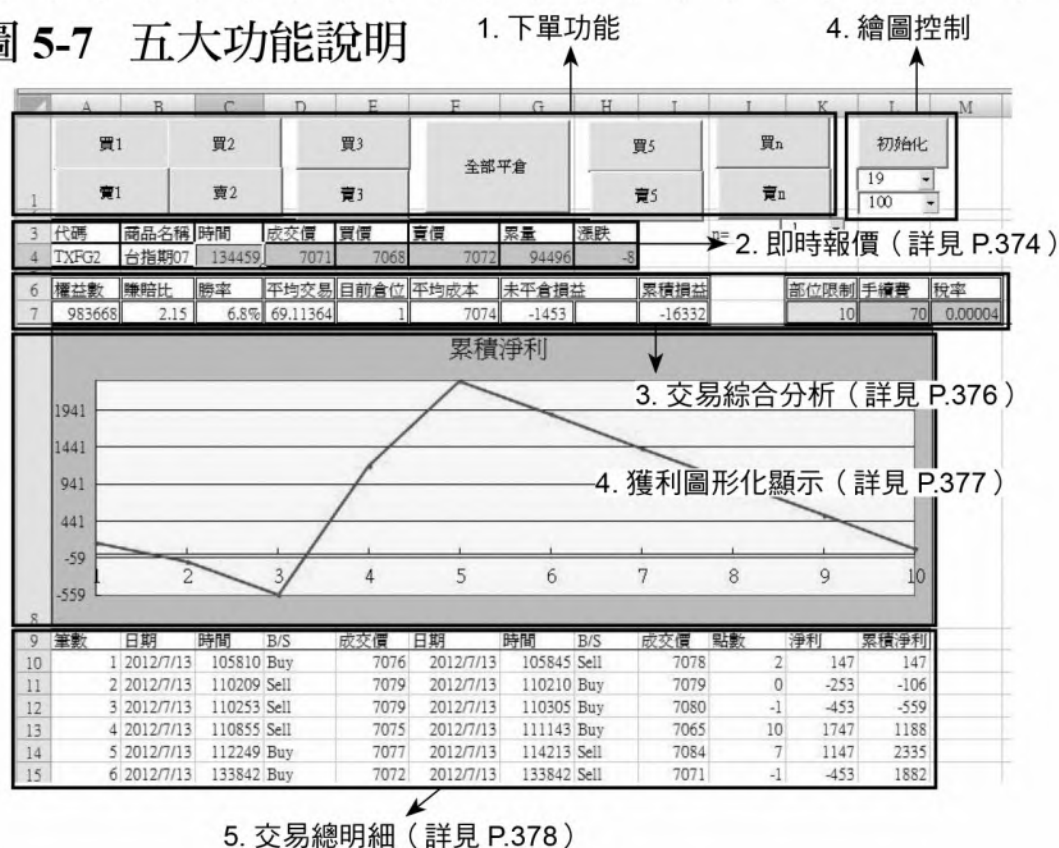 圖 5-7 五大功能說明
1. 下單功能
4. 繪圖控制
A B C D E F G H I J K L M
買1 買2 買3 全部平倉 買5 買n 初始化
19
1 賣1 賣2 賣3 賣5 賣n 100
3 代碼 商品名稱 時間 成交價 買價 賣價 累量 漲跌 n= 1
2. 即時報價（詳見 P.374）
4 TXFG2 台指期07 134459 7071 7068 7072 94496 -8
6 權益數 賺賠比 勝率 平均交易 目前倉位 平均成本 未平倉損益 累積損益 部位限制 手續費 稅率
7 983668 2.15 6.8% 69.11364 1 7074 -1453 -16332 10 70 0.00004
累積淨利
3. 交易綜合分析（詳見 P.376）
1941
1441
941
4. 獲利圖形化顯示（詳見 P.377）
441
-59
1 2 3 4 5 6 7 8 9 10
-559
8
9 筆數 日期 時間 B/S 成交價 日期 時間 B/S 成交價 點數 淨利 累積淨利
10 1 2012/7/13 105810 Buy 7076 2012/7/13 105845 Sell 7078 2 147 147
11 2 2012/7/13 110209 Sell 7079 2012/7/13 110210 Buy 7079 0 -253 -106
12 3 2012/7/13 110253 Sell 7079 2012/7/13 110305 Buy 7080 -1 -453 -559
13 4 2012/7/13 110855 Sell 7075 2012/7/13 111143 Buy 7065 10 1747 1188
14 5 2012/7/13 112249 Buy 7077 2012/7/13 114213 Sell 7084 7 1147 2335
15 6 2012/7/13 133842 Buy 7072 2012/7/13 133842 Sell 7071 -1 -453 1882
5. 交易總明細（詳見 P.378）